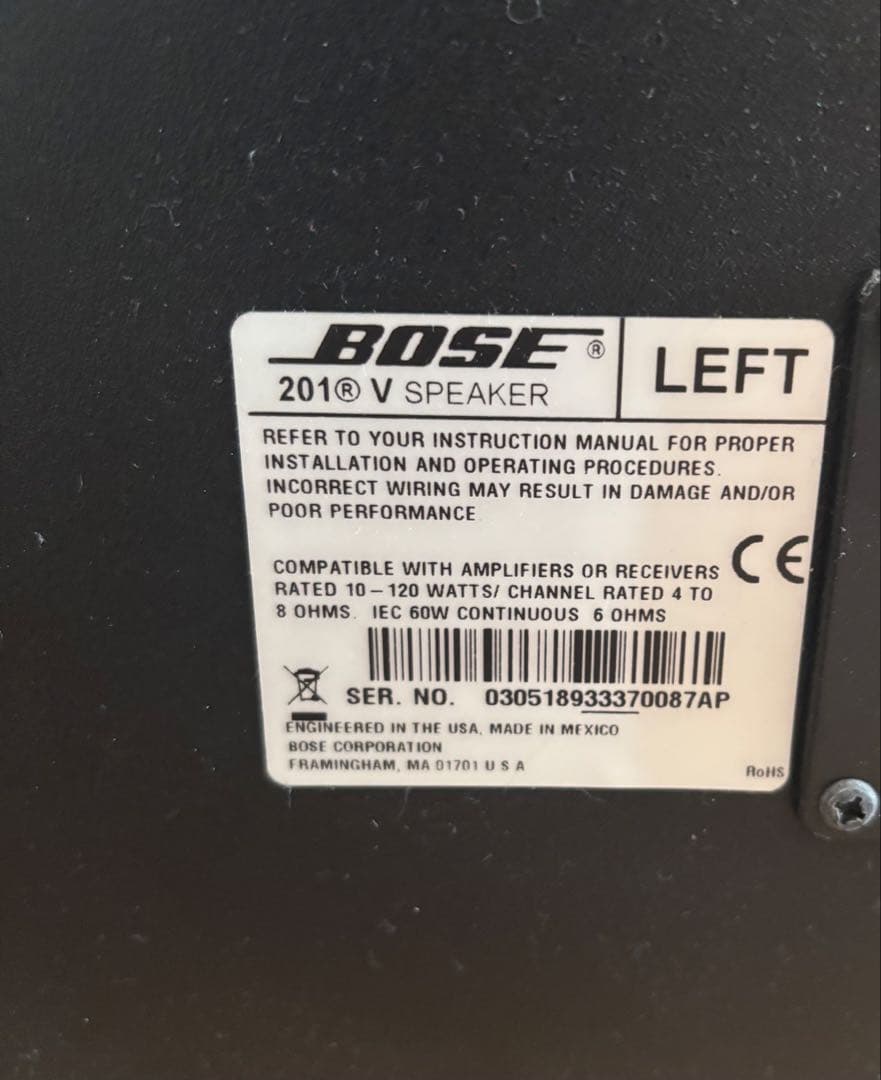 BOSE®
LEFT
201® V SPEAKER
REFER TO YOUR INSTRUCTION MANUAL FOR PROPER
INSTALLATION AND OPERATING PROCEDURES.
INCORRECT WIRING MAY RESULT IN DAMAGE AND/OR
POOR PERFORMANCE
CE
COMPATIBLE WITH AMPLIFIERS OR RECEIVERS
RATED 10–120 WATTS/ CHANNEL RATED 4 TO
8 OHMS. IEC 60W CONTINUOUS 6 OHMS
SER. NO. 030518933370087AP
ENGINEERED IN THE USA, MADE IN MEXICO
BOSE CORPORATION
FRAMINGHAM, MA 01701 U S A
RoHS